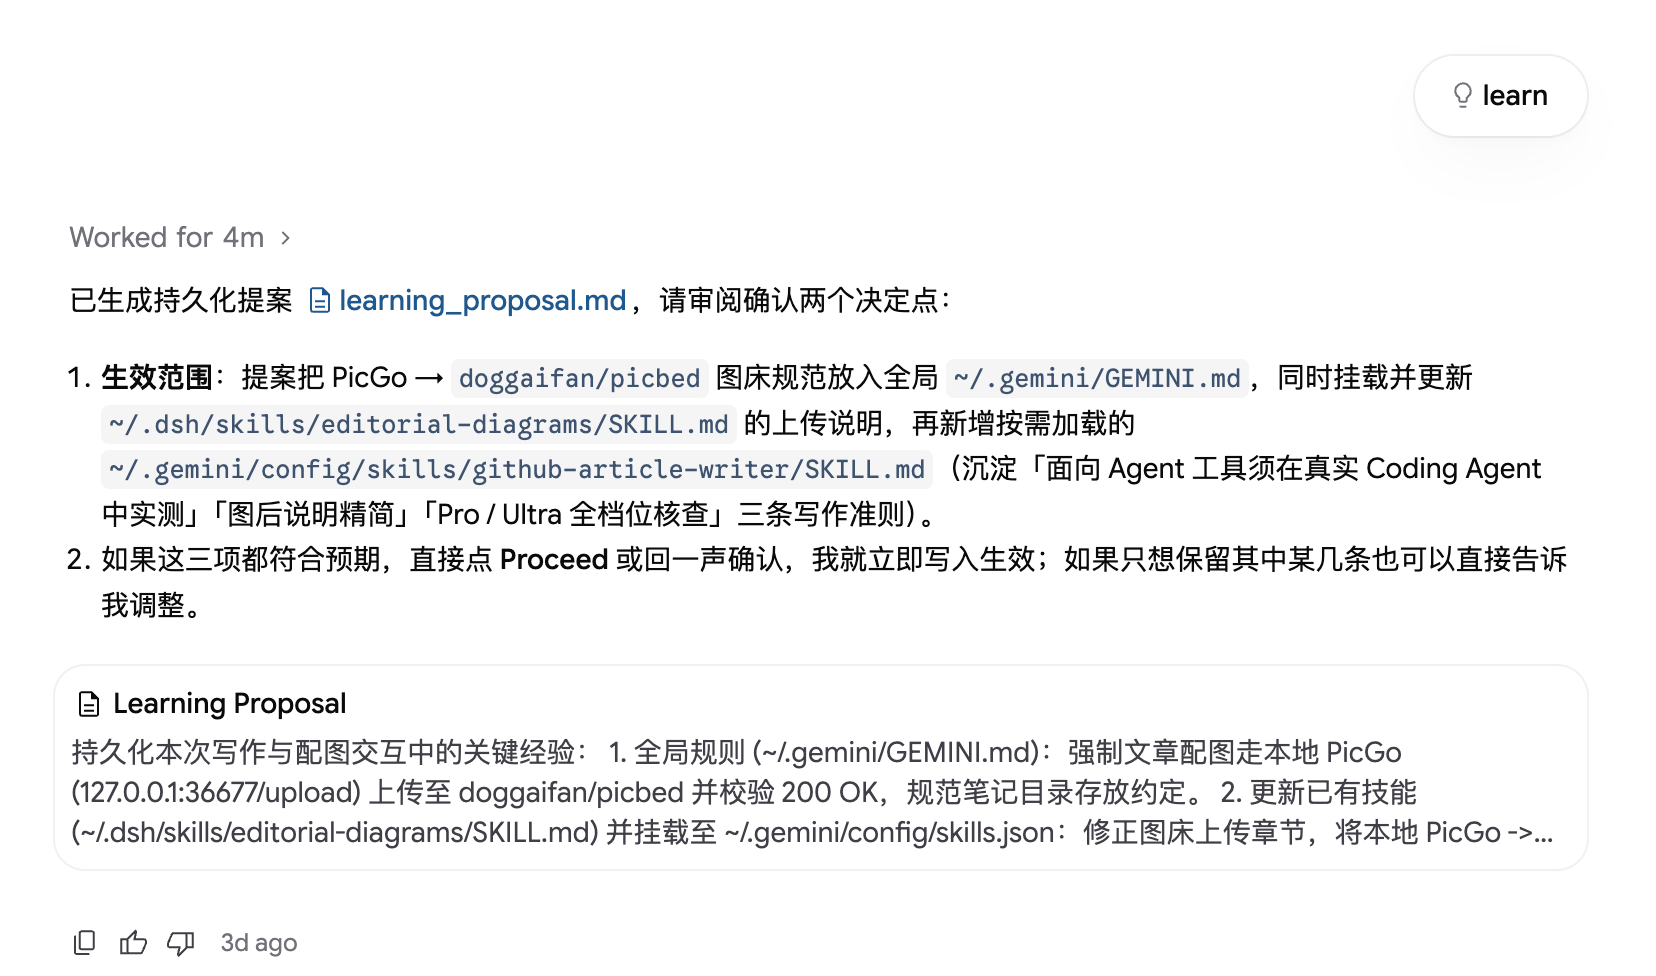 learn
Worked for 4m >
已生成持久化提案 learning_proposal.md，请审阅确认两个决定点：
1. 生效范围：提案把 PicGo → doggaifan/picbed 图床规范放入全局 ~/.gemini/GEMINI.md，同时挂载并更新
~/.dsh/skills/editorial-diagrams/SKILL.md 的上传说明，再新增按需加载的
~/.gemini/config/skills/github-article-writer/SKILL.md（沉淀「面向 Agent 工具须在真实 Coding Agent
中实测」「图后说明精简」「Pro / Ultra 全档位核查」三条写作准则）。
2. 如果这三项都符合预期，直接点 Proceed 或回一声确认，我就立即写入生效；如果只想保留其中某几条也可以直接告诉
我调整。
Learning Proposal
持久化本次写作与配图交互中的关键经验： 1. 全局规则 (~/.gemini/GEMINI.md)：强制文章配图走本地 PicGo
(127.0.0.1:36677/upload) 上传至 doggaifan/picbed 并校验 200 OK，规范笔记目录存放约定。 2. 更新已有技能
(~/.dsh/skills/editorial-diagrams/SKILL.md) 并挂载至 ~/.gemini/config/skills.json：修正图床上传章节，将本地 PicGo ->...
3d ago